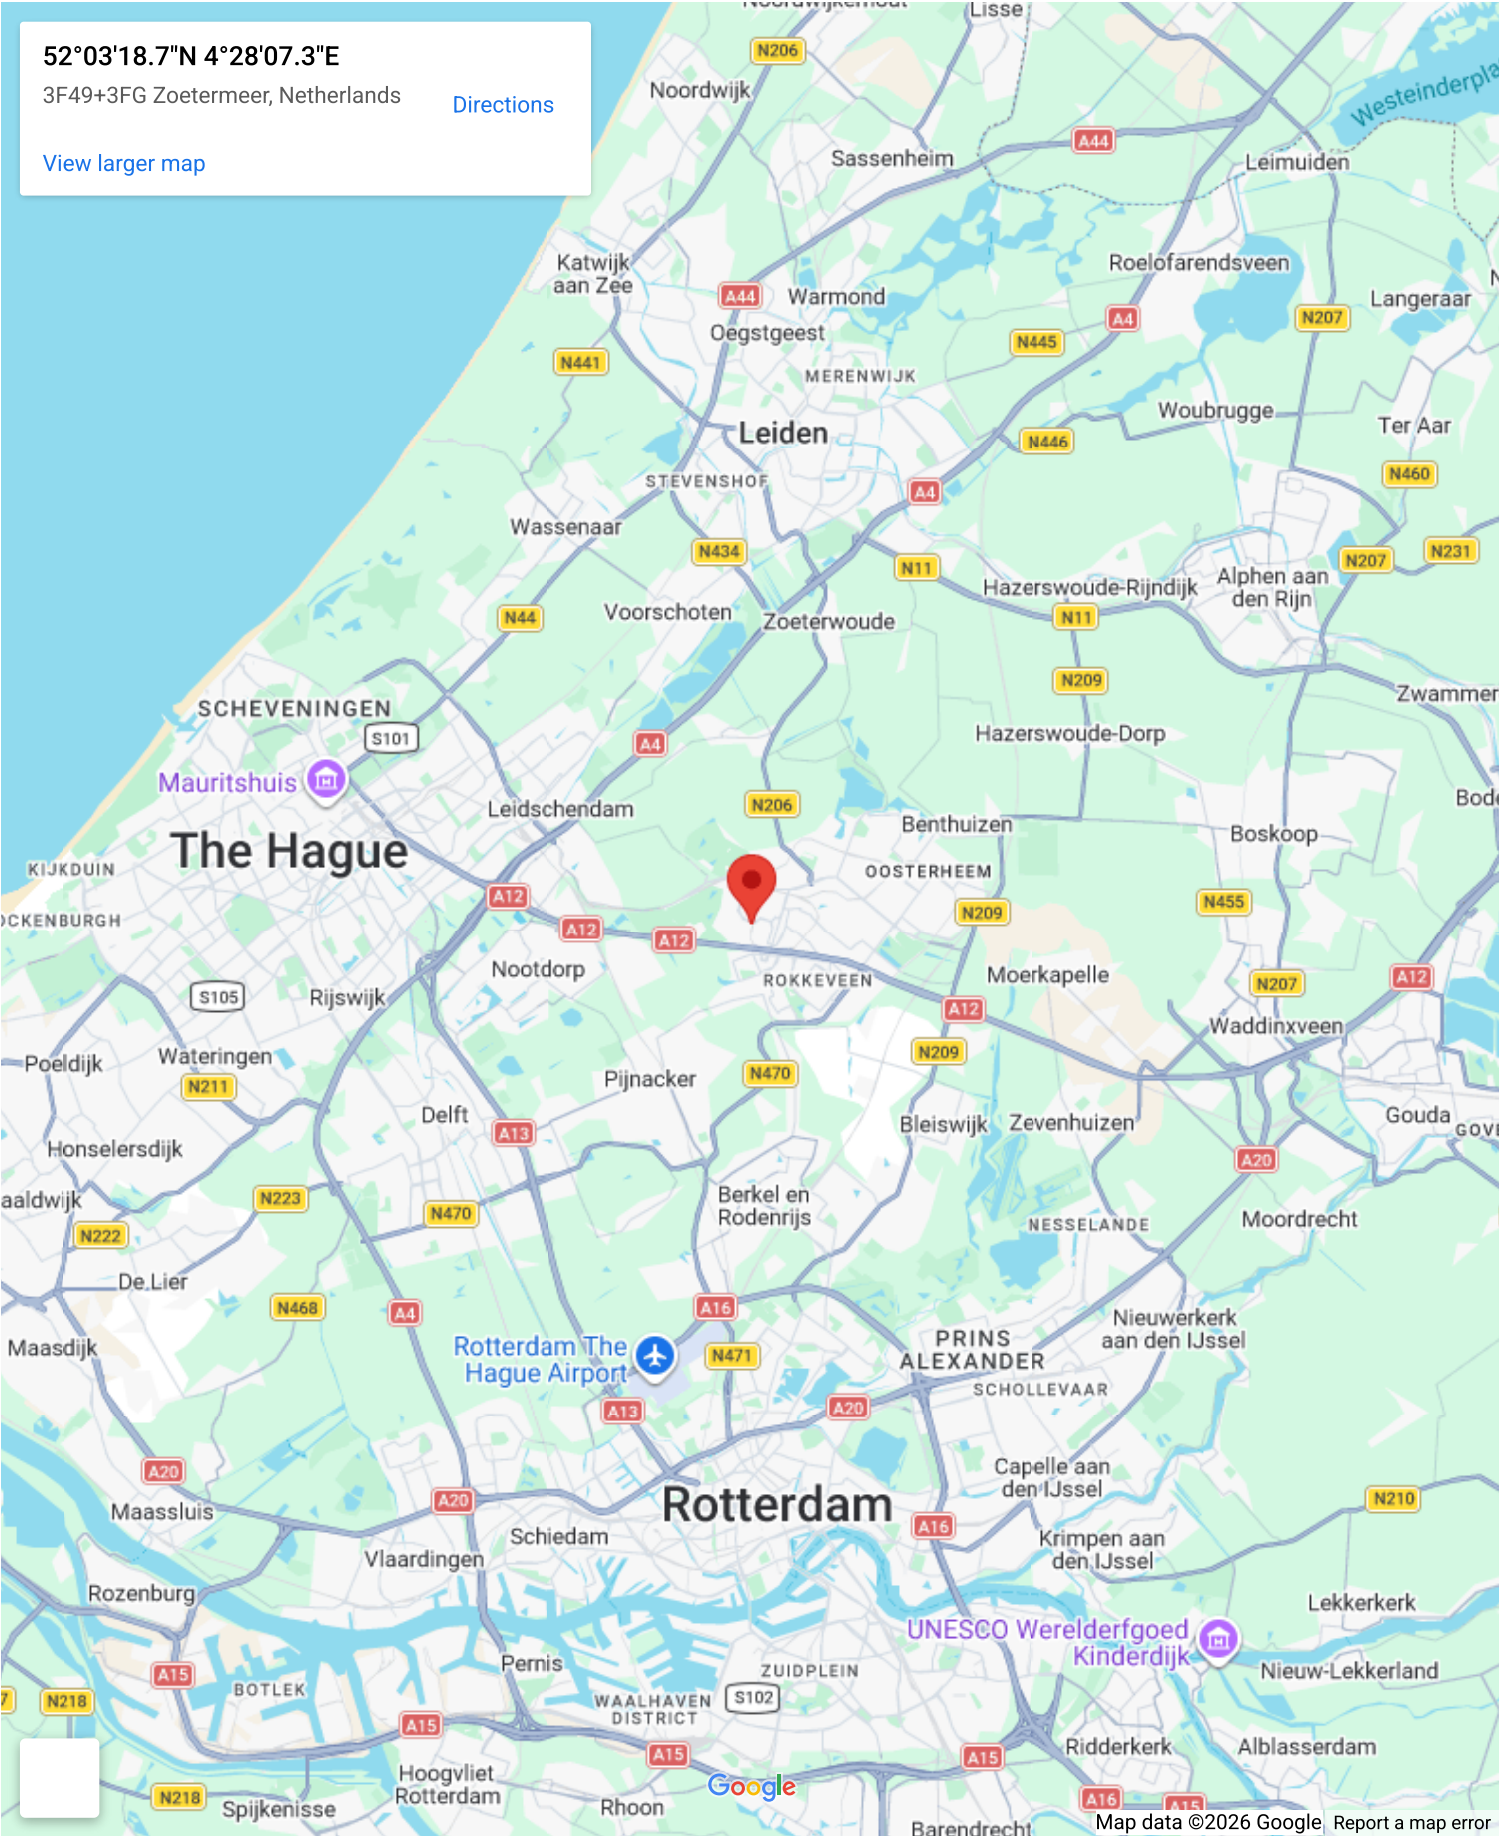 52°03'18.7"N 4°28'07.3"E
3F49+3FG Zoetermeer, Netherlands
Directions
View larger map
Lisse
N206
Noordwijk
A44
Sassenheim
Leimuiden
Katwijk
aan Zee
Roelofarendsveen
A44
Warmond
Langeraar
A4
N207
Oegstgeest
N445
N441
MERENWIJK
Woubrugge
Leiden
N446
Ter Aar
STEVENSHOF
N460
A4
Wassenaar
N434
N11
N207
N231
Hazerswoude-Rijndijk
Alphen aan
den Rijn
N44
Voorschoten
Zoeterwoude
N11
N209
SCHEVENINGEN
S101
A4
Hazerswoude-Dorp
Mauritshuis
Leidschendam
N206
Benthuizen
Boskoop
The Hague
KIJKDUIN
OOSTERHEEM
A12
N455
N209
A12
A12
Nootdorp
ROKKEVEEN
Moerkapelle
N207
A12
S105
Rijswijk
A12
Waddinxveen
Poeldijk
Wateringen
N209
N211
Pijnacker
N470
Delft
A13
Bleiswijk
Zevenhuizen
Gouda
Honselersdijk
A20
N223
Berkel en
Rodenrijs
N470
NESSELANDE
Moordrecht
N222
De Lier
N468
A4
A16
Nieuwerkerk
aan den IJssel
Maasdijk
Rotterdam The
Hague Airport
N471
PRINS
ALEXANDER
SCHOLLEVAAR
A13
A20
A20
Capelle aan
den IJssel
A20
Maassluis
Rotterdam
N210
Schiedam
A16
Krimpen aan
den IJssel
Vlaardingen
Rozenburg
Lekkerkerk
UNESCO Werelderfgoed
Kinderdijk
Pernis
A15
ZUIDPLEIN
Nieuw-Lekkerland
BOTLEK
WAALHAVEN
DISTRICT
S102
N218
A15
A15
A15
Ridderkerk
Alblasserdam
Hoogvliet
Rotterdam
Google
N218
Spijkenisse
Rhoon
A16
A15
Map data ©2026 Google
Report a map error